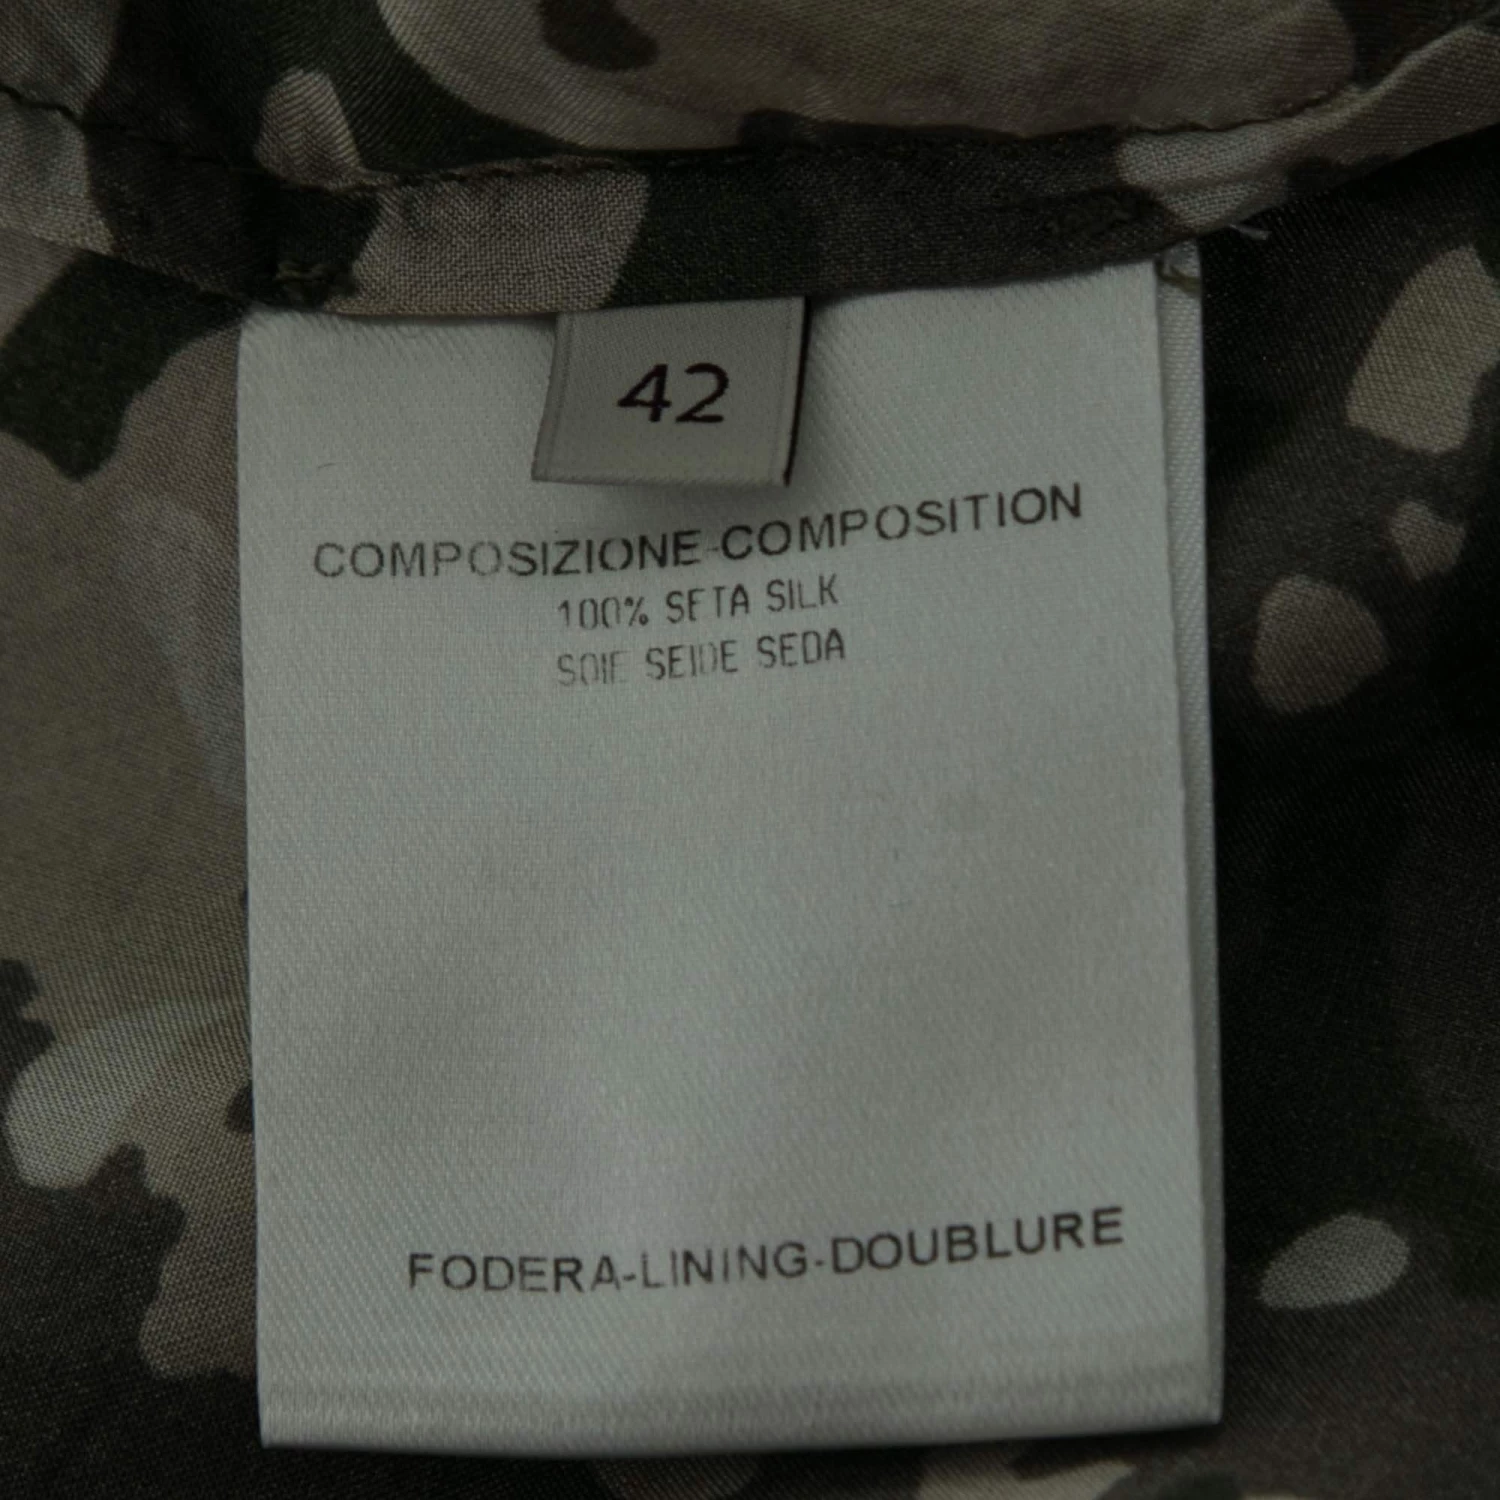 42
COMPOSIZIONE-COMPOSITION
100% SETA SILK
SOIE SEIDE SEDA
FODERA-LINING-DOUBLURE